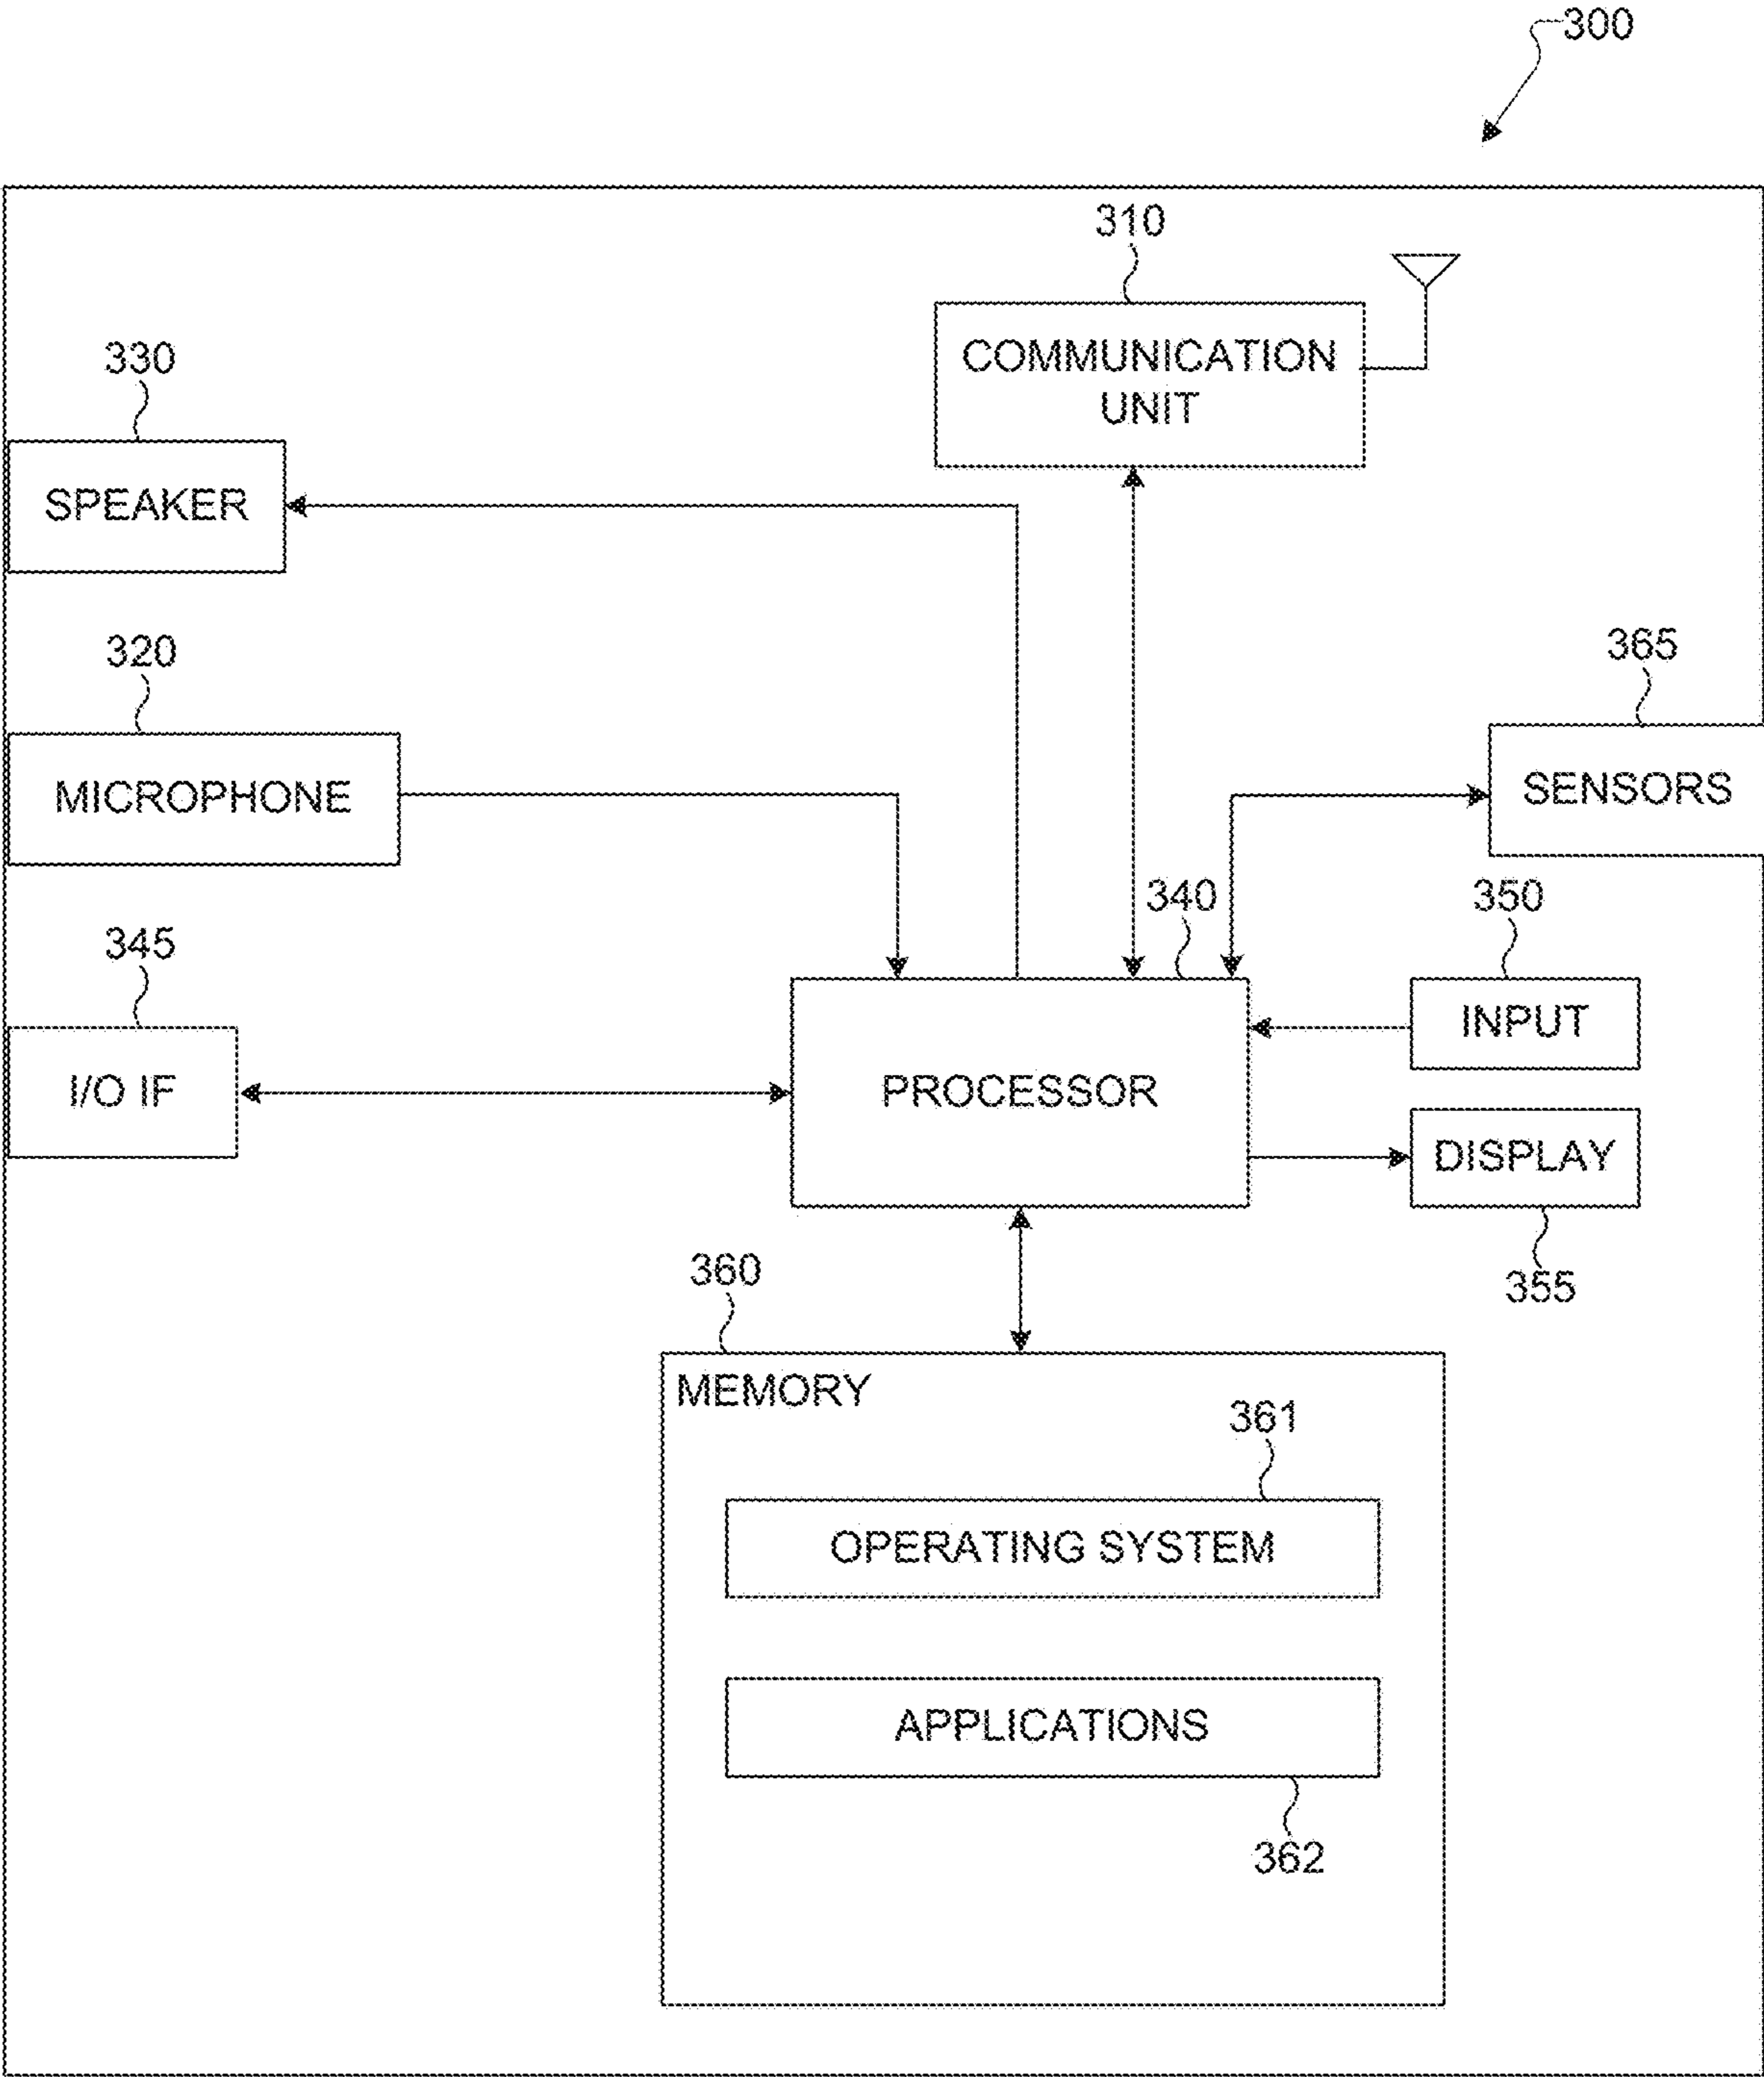 300
310
COMMUNICATION
UNIT
330
SPEAKER
320
MICROPHONE
365
SENSORS
345
I/O IF
340
PROCESSOR
350
INPUT
DISPLAY
355
360
MEMORY
361
OPERATING SYSTEM
APPLICATIONS
362